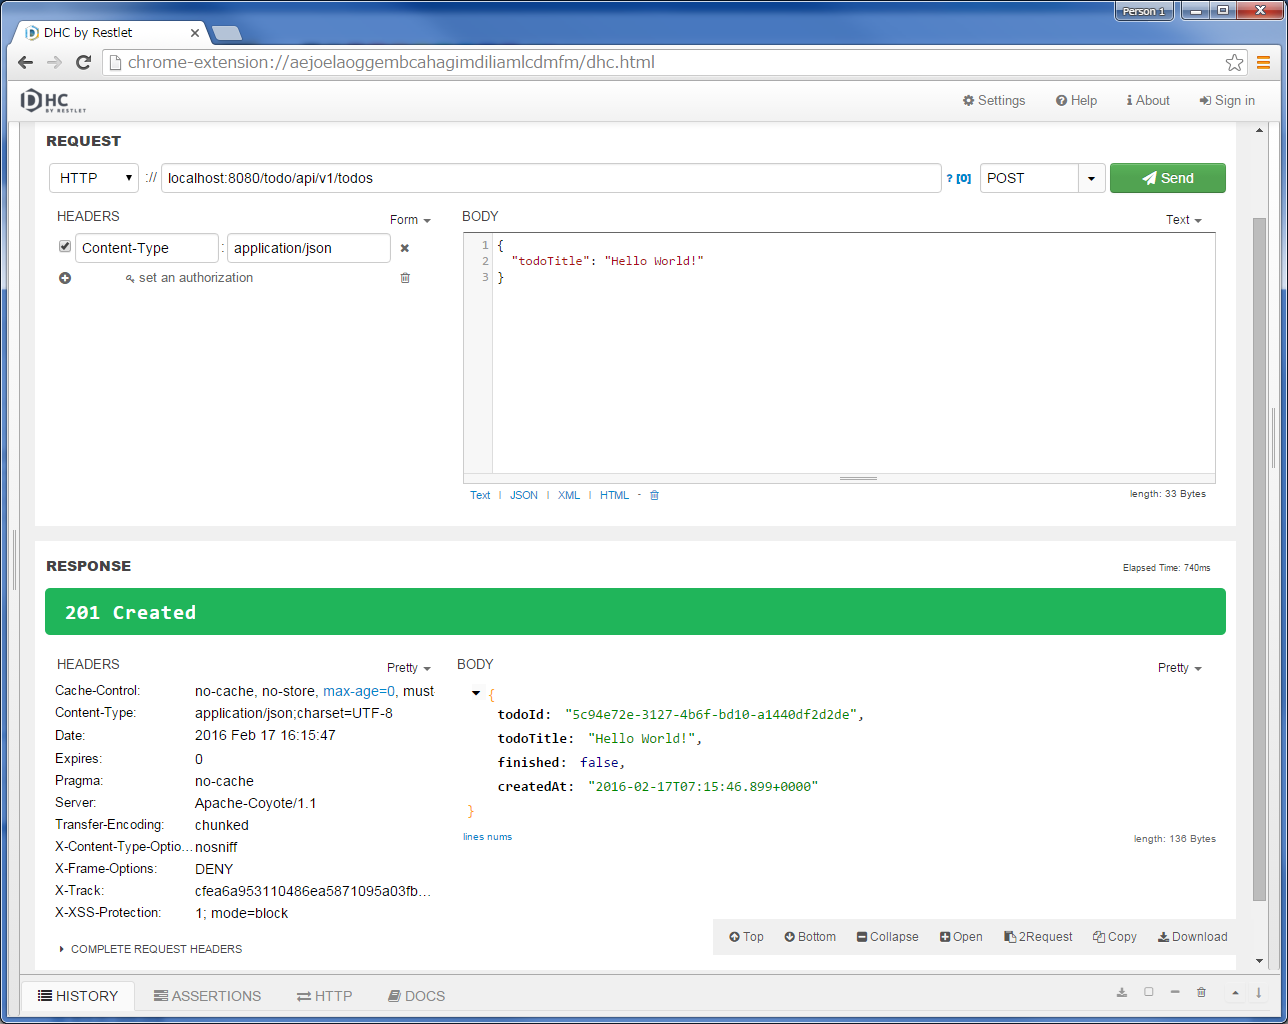 Person 1
DHC by Restlet
chrome-extension://aejoelaoggembcahagimdiliamlcdmfm/dhc.html
DHC BY RESTLET
Settings Help About Sign in
REQUEST
HTTP :// localhost:8080/todo/api/v1/todos ? [0] POST Send
HEADERS Form
BODY Text
Content-Type : application/json
set an authorization
1 {
2 "todoTitle": "Hello World!"
3 }
Text | JSON | XML | HTML -
length: 33 Bytes
RESPONSE
Elapsed Time: 740ms
201 Created
HEADERS Pretty
Cache-Control: no-cache, no-store, max-age=0, must
Content-Type: application/json;charset=UTF-8
Date: 2016 Feb 17 16:15:47
Expires: 0
Pragma: no-cache
Server: Apache-Coyote/1.1
Transfer-Encoding: chunked
X-Content-Type-Optio... nosniff
X-Frame-Options: DENY
X-Track: cfea6a953110486ea5871095a03fb...
X-XSS-Protection: 1; mode=block
COMPLETE REQUEST HEADERS
BODY Pretty
{
todoId: "5c94e72e-3127-4b6f-bd10-a1440df2d2de",
todoTitle: "Hello World!",
finished: false,
createdAt: "2016-02-17T07:15:46.899+0000"
}
lines nums
length: 136 Bytes
Top Bottom Collapse Open 2Request Copy Download
HISTORY ASSERTIONS HTTP DOCS